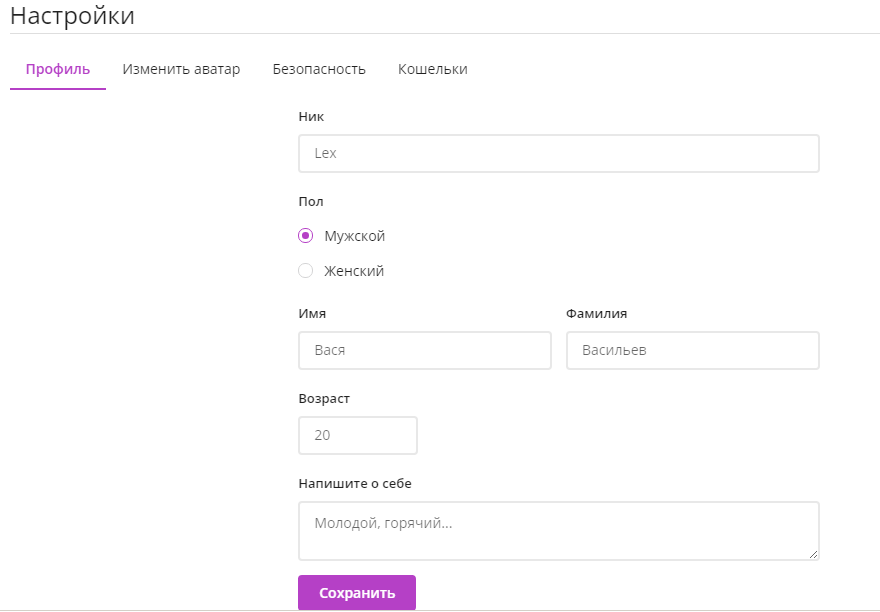 Настройки
Профиль Изменить аватар Безопасность Кошельки
Ник
Lex
Пол
Мужской
Женский
Имя Фамилия
Вася Васильев
Возраст
20
Напишите о себе
Молодой, горячий...
Сохранить